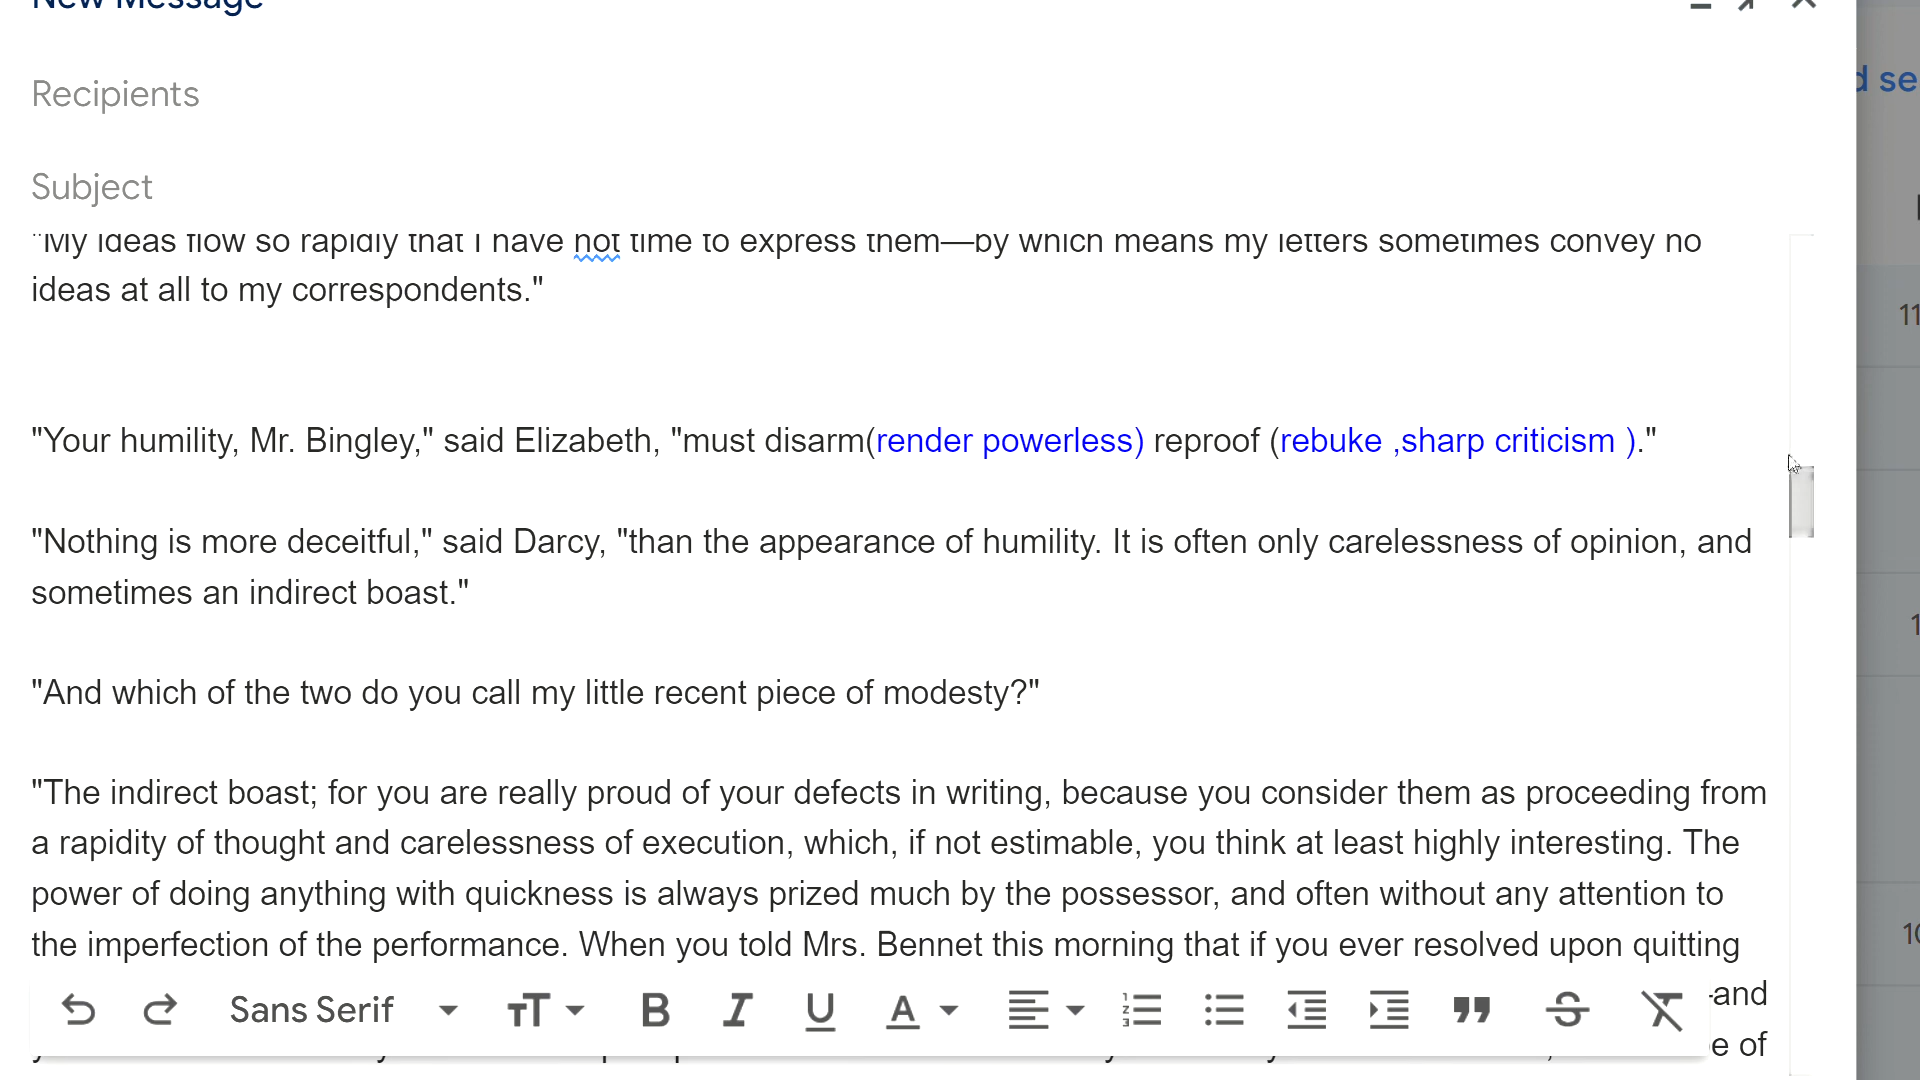 New Message
Recipients
Subject
"My ideas flow so rapidly that I have not time to express them—by which means my letters sometimes convey no
ideas at all to my correspondents."
"Your humility, Mr. Bingley," said Elizabeth, "must disarm(render powerless) reproof (rebuke ,sharp criticism )."
"Nothing is more deceitful," said Darcy, "than the appearance of humility. It is often only carelessness of opinion, and
sometimes an indirect boast."
"And which of the two do you call my little recent piece of modesty?"
"The indirect boast; for you are really proud of your defects in writing, because you consider them as proceeding from
a rapidity of thought and carelessness of execution, which, if not estimable, you think at least highly interesting. The
power of doing anything with quickness is always prized much by the possessor, and often without any attention to
the imperfection of the performance. When you told Mrs. Bennet this morning that if you ever resolved upon quitting
and
of
Sans Serif